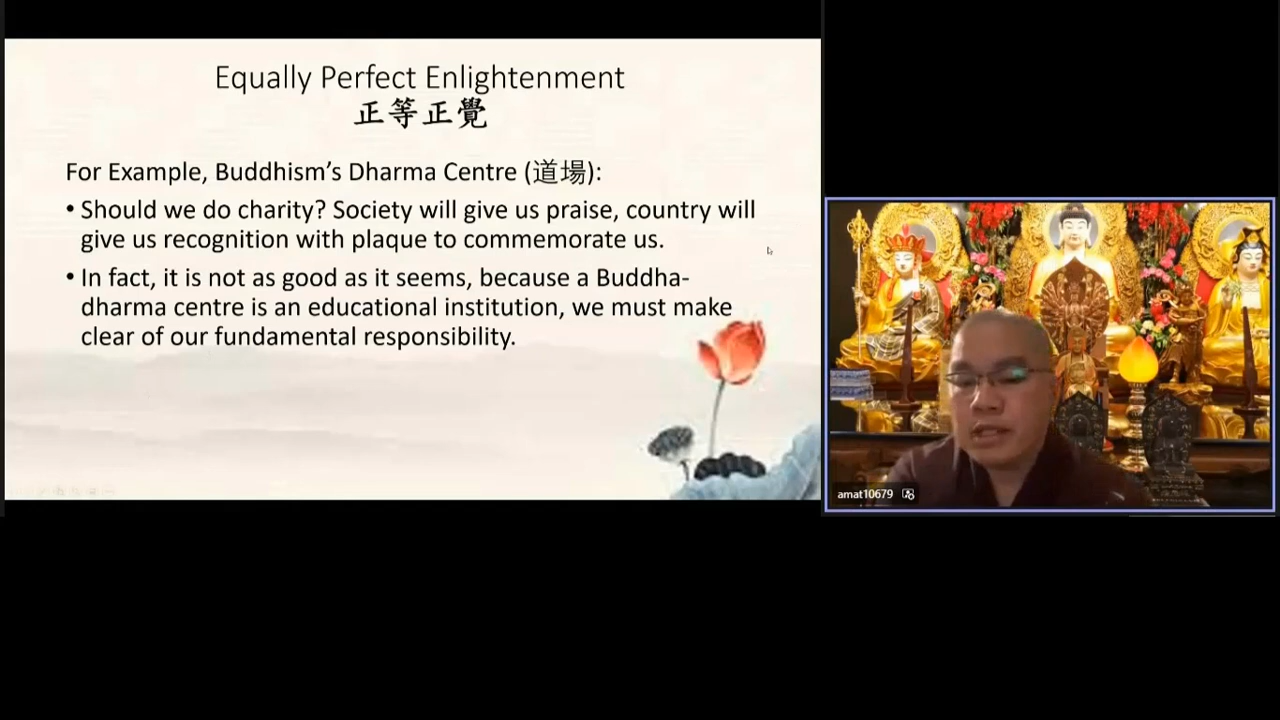 Equally Perfect Enlightenment
正等正覺
For Example, Buddhism’s Dharma Centre (道場):
• Should we do charity? Society will give us praise, country will
give us recognition with plaque to commemorate us.
• In fact, it is not as good as it seems, because a Buddha-
dharma centre is an educational institution, we must make
clear of our fundamental responsibility.
amat10679